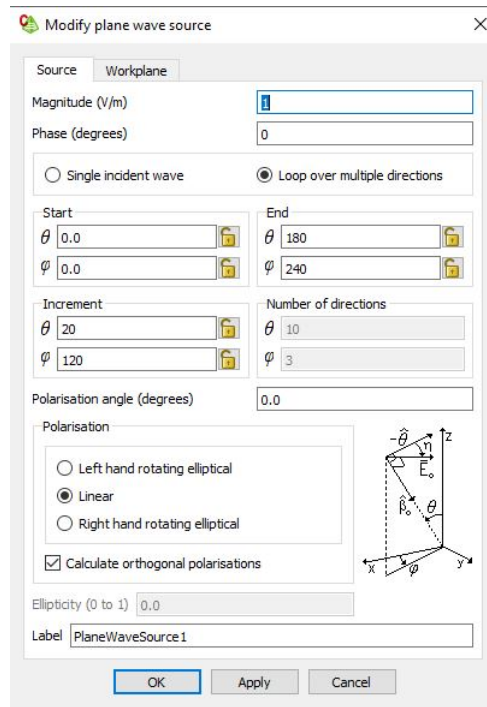 Modify plane wave source
Source Workplane
Magnitude (V/m) 1
Phase (degrees) 0
Single incident wave Loop over multiple directions
Start End
θ 0.0 θ 180
φ 0.0 φ 240
Increment Number of directions
θ 20 θ 10
φ 120 φ 3
Polarisation angle (degrees) 0.0
Polarisation
Left hand rotating elliptical
Linear
Right hand rotating elliptical
Calculate orthogonal polarisations
-θ̂ η z
E̅₀
β̂₀ θ
x φ y
Ellipticity (0 to 1) 0.0
Label PlaneWaveSource1
OK Apply Cancel